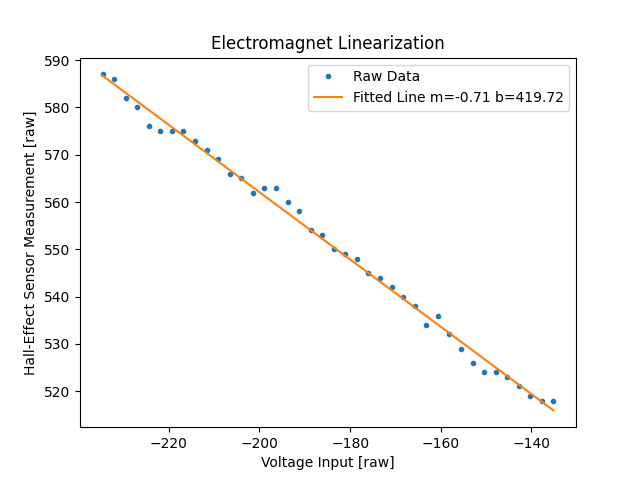 Electromagnet Linearization
Raw Data
Fitted Line m=-0.71 b=419.72
Hall-Effect Sensor Measurement [raw]
590
580
570
560
550
540
530
520
−220
−200
−180
−160
−140
Voltage Input [raw]